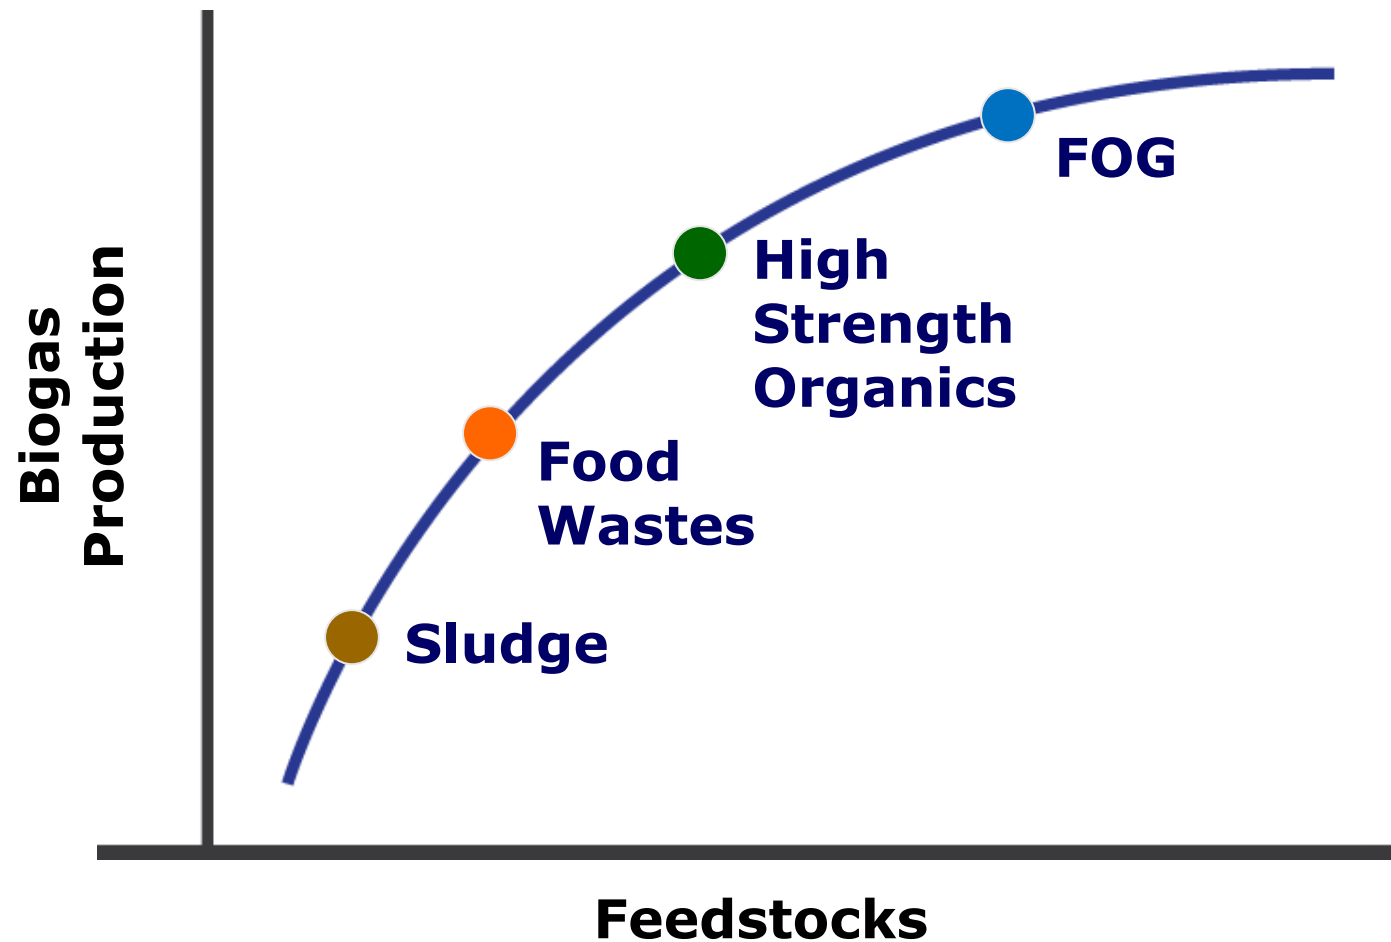 FOG
High
Strength
Organics
Food
Wastes
Sludge
Biogas
Production
Feedstocks